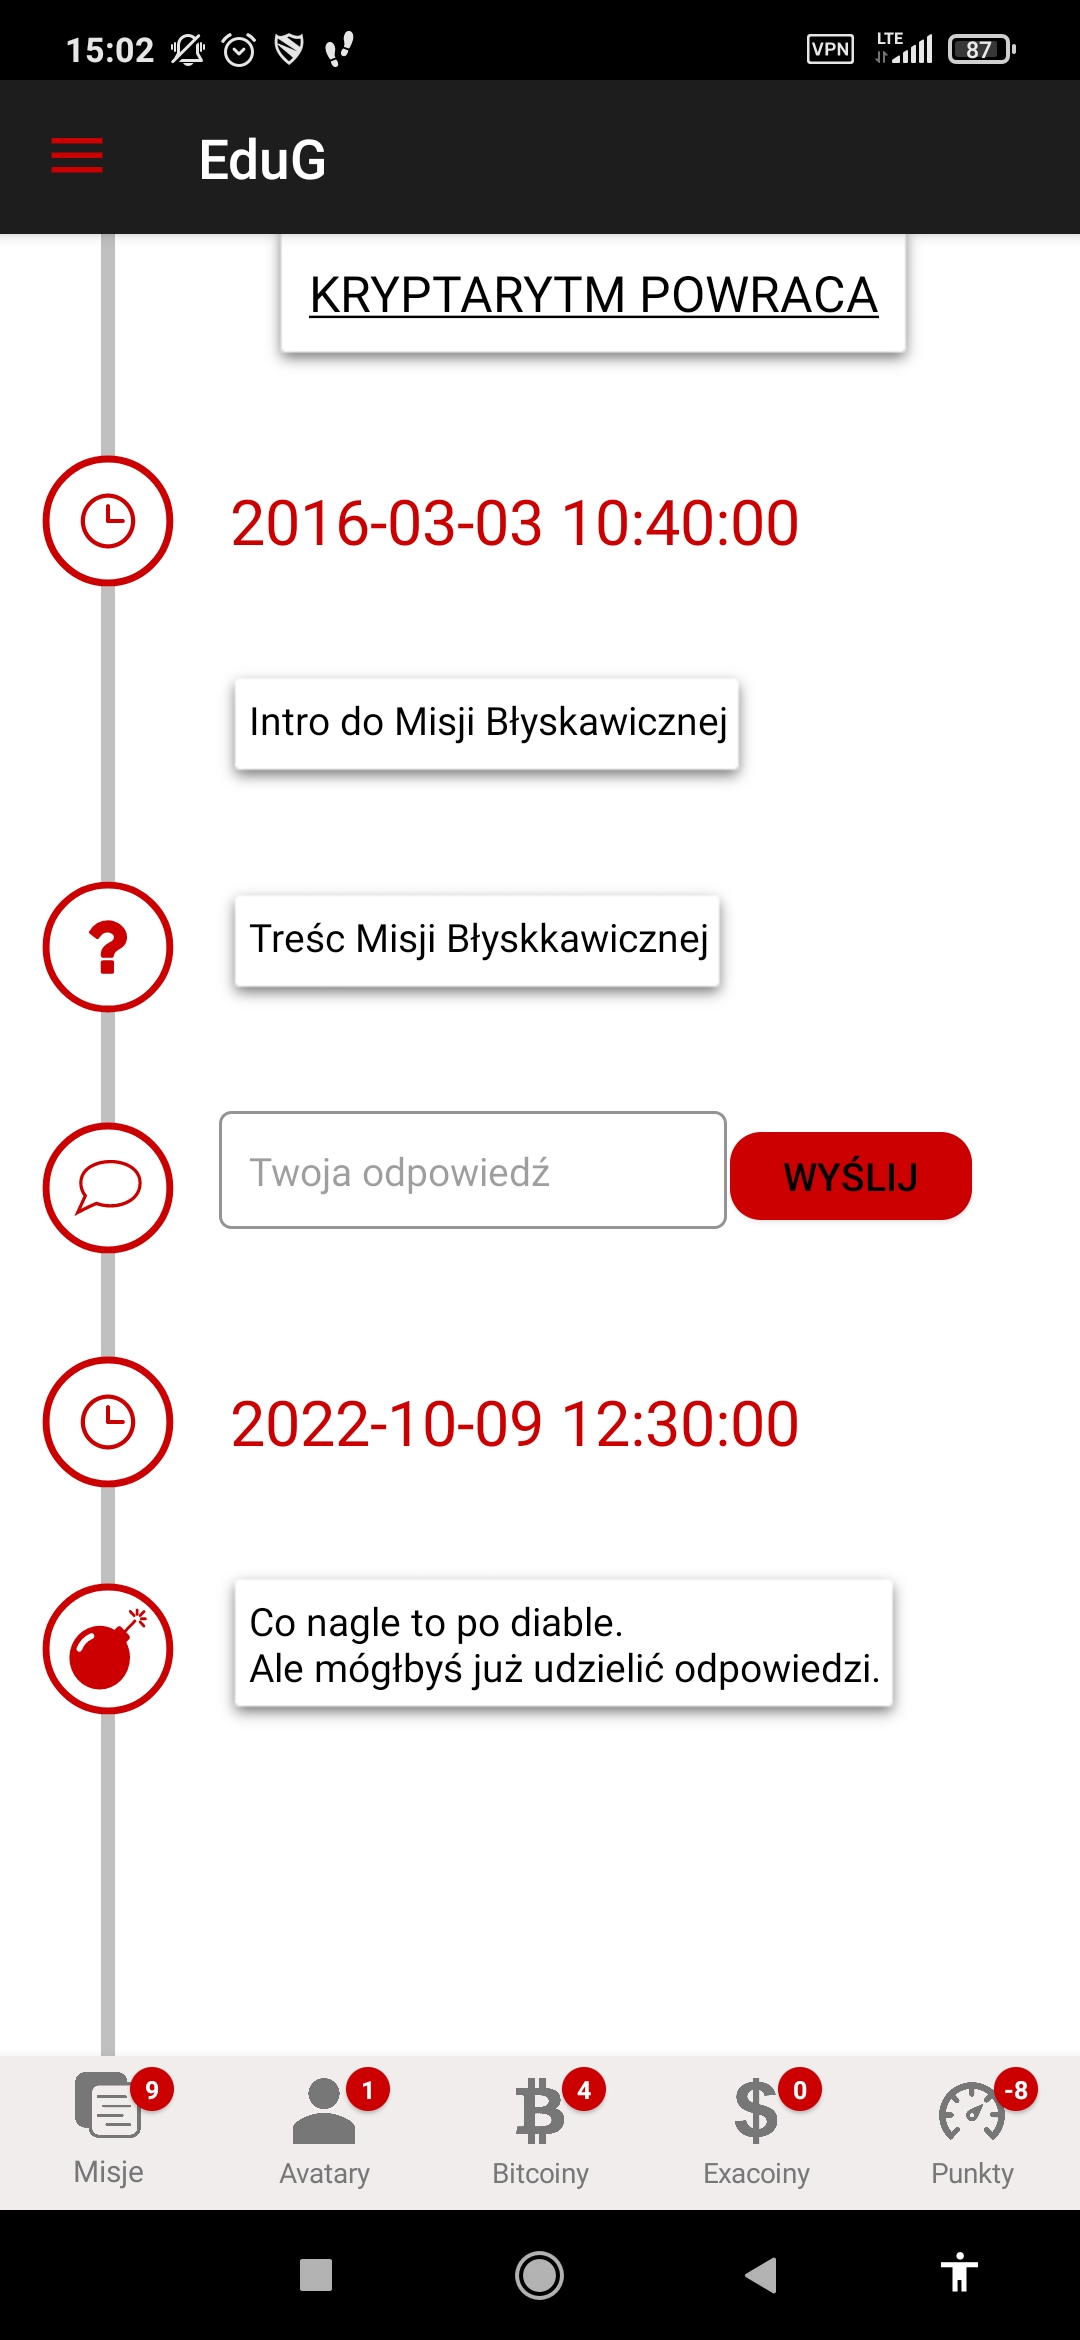 15:02
VPN
LTE
87
EduG
KRYPTARYTM POWRACA
2016-03-03 10:40:00
Intro do Misji Błyskawicznej
Treśc Misji Błyskkawicznej
Twoja odpowiedź
WYŚLIJ
2022-10-09 12:30:00
Co nagle to po diable.
Ale mógłbyś już udzielić odpowiedzi.
9
1
4
0
-8
Misje
Avatary
Bitcoiny
Exacoiny
Punkty